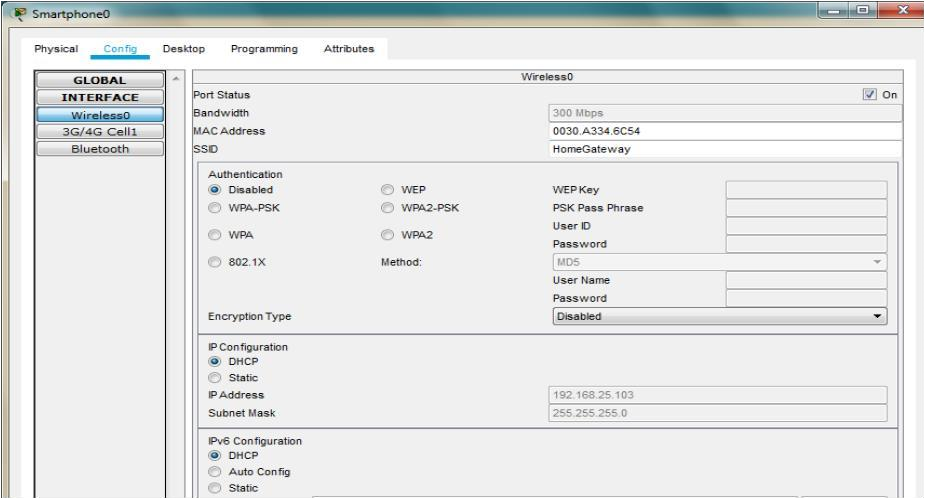 Smartphone0
Physical Config Desktop Programming Attributes
GLOBAL
INTERFACE
Wireless0
3G/4G Cell1
Bluetooth
Wireless0
Port Status On
Bandwidth 300 Mbps
MAC Address 0030.A334.6C54
SSID HomeGateway
Authentication
Disabled WEP WEP Key
WPA-PSK WPA2-PSK PSK Pass Phrase
User ID
WPA WPA2
Password
802.1X Method: MD5
User Name
Password
Encryption Type Disabled
IP Configuration
DHCP
Static
IP Address 192.168.25.103
Subnet Mask 255.255.255.0
IPv6 Configuration
DHCP
Auto Config
Static